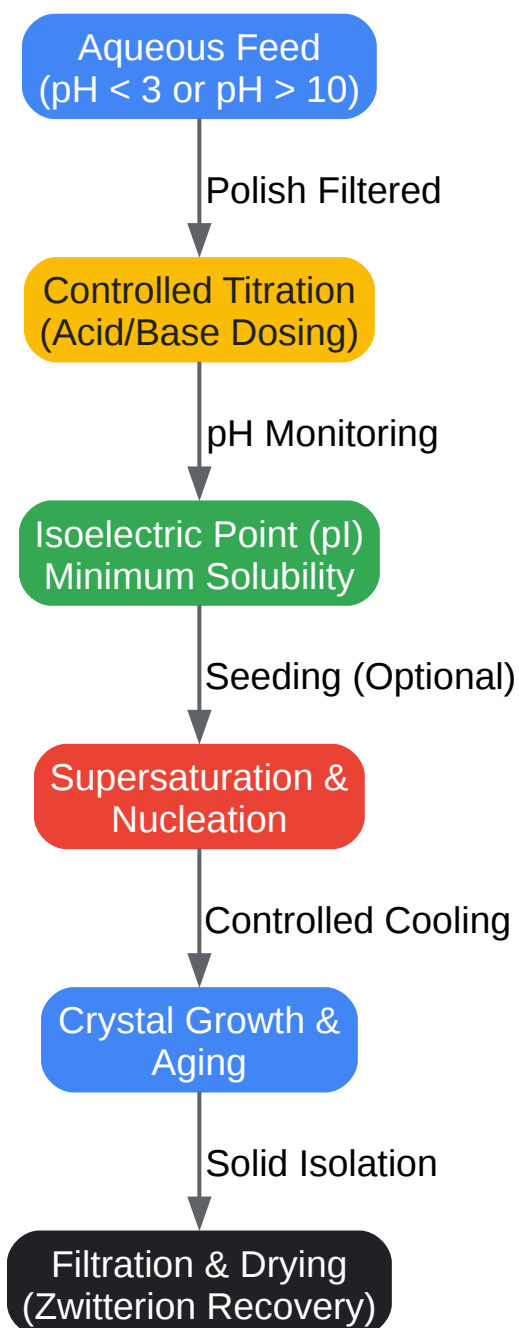 Aqueous Feed
(pH < 3 or pH > 10)
Polish Filtered
Controlled Titration
(Acid/Base Dosing)
pH Monitoring
Isoelectric Point (pI)
Minimum Solubility
Seeding (Optional)
Supersaturation &
Nucleation
Controlled Cooling
Crystal Growth &
Aging
Solid Isolation
Filtration & Drying
(Zwitterion Recovery)